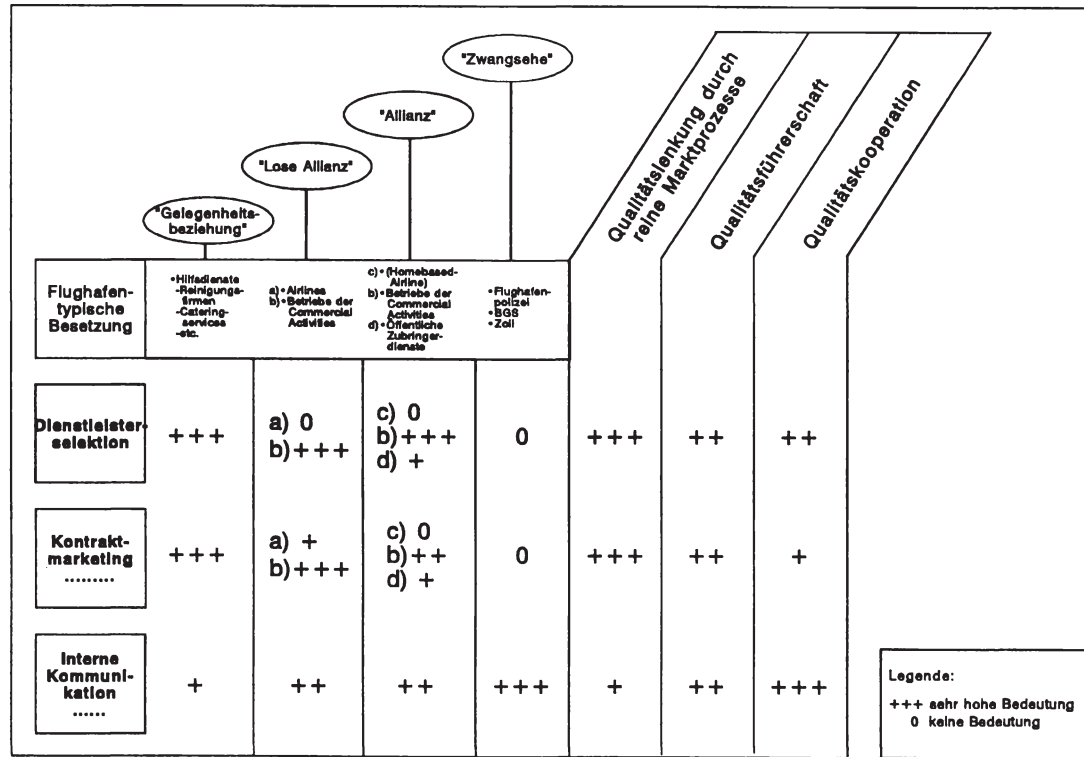 "Zwangsehe"
"Allianz"
"Lose Allianz"
"Gelegenheits-
beziehung"
Qualitätslenkung durch
reine Marktprozesse
Qualitätsführerschaft
Qualitätskooperation
Flughafen-
typische
Besetzung
•Hilfadienate
-Reinigungs-
firmen
-Catering-
services
-etc.
a)•Airlines
b)•Betriebe der
Commercial
Activities
c)•(Homebased-
Airline)
b)•Betriebe der
Commercial
Activities
d)•Öffentliche
Zubringer-
dienste
•Flughafen-
polizei
•BGS
•Zoll
Dienstleister-
selektion
+++
a) 0
b)+++
c) 0
b)+++
d) +
0
+++
++
++
Kontrakt-
marketing
.........
+++
a) +
b)+++
c) 0
b)++
d) +
0
+++
++
+
Interne
Kommuni-
kation
......
+
++
++
+++
+
++
+++
Legende:
+++ sehr hohe Bedeutung
0 keine Bedeutung